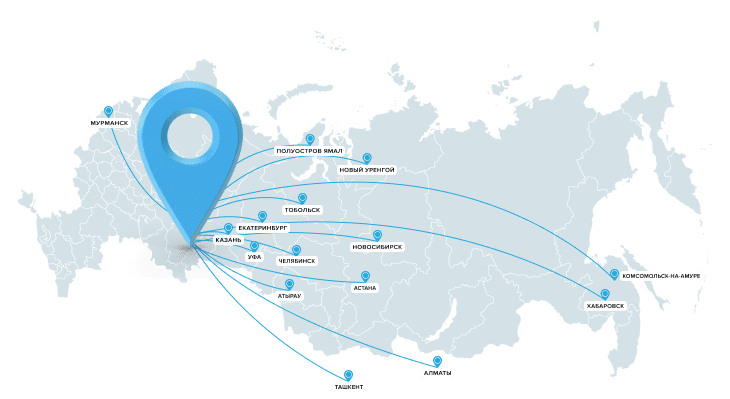 МУРМАНСК
ПОЛУОСТРОВ ЯМАЛ
НОВЫЙ УРЕНГОЙ
ТОБОЛЬСК
ЕКАТЕРИНБУРГ
КАЗАНЬ
НОВОСИБИРСК
УФА
ЧЕЛЯБИНСК
КОМСОМОЛЬСК-НА-АМУРЕ
АСТАНА
АТЫРАУ
ХАБАРОВСК
АЛМАТЫ
ТАШКЕНТ